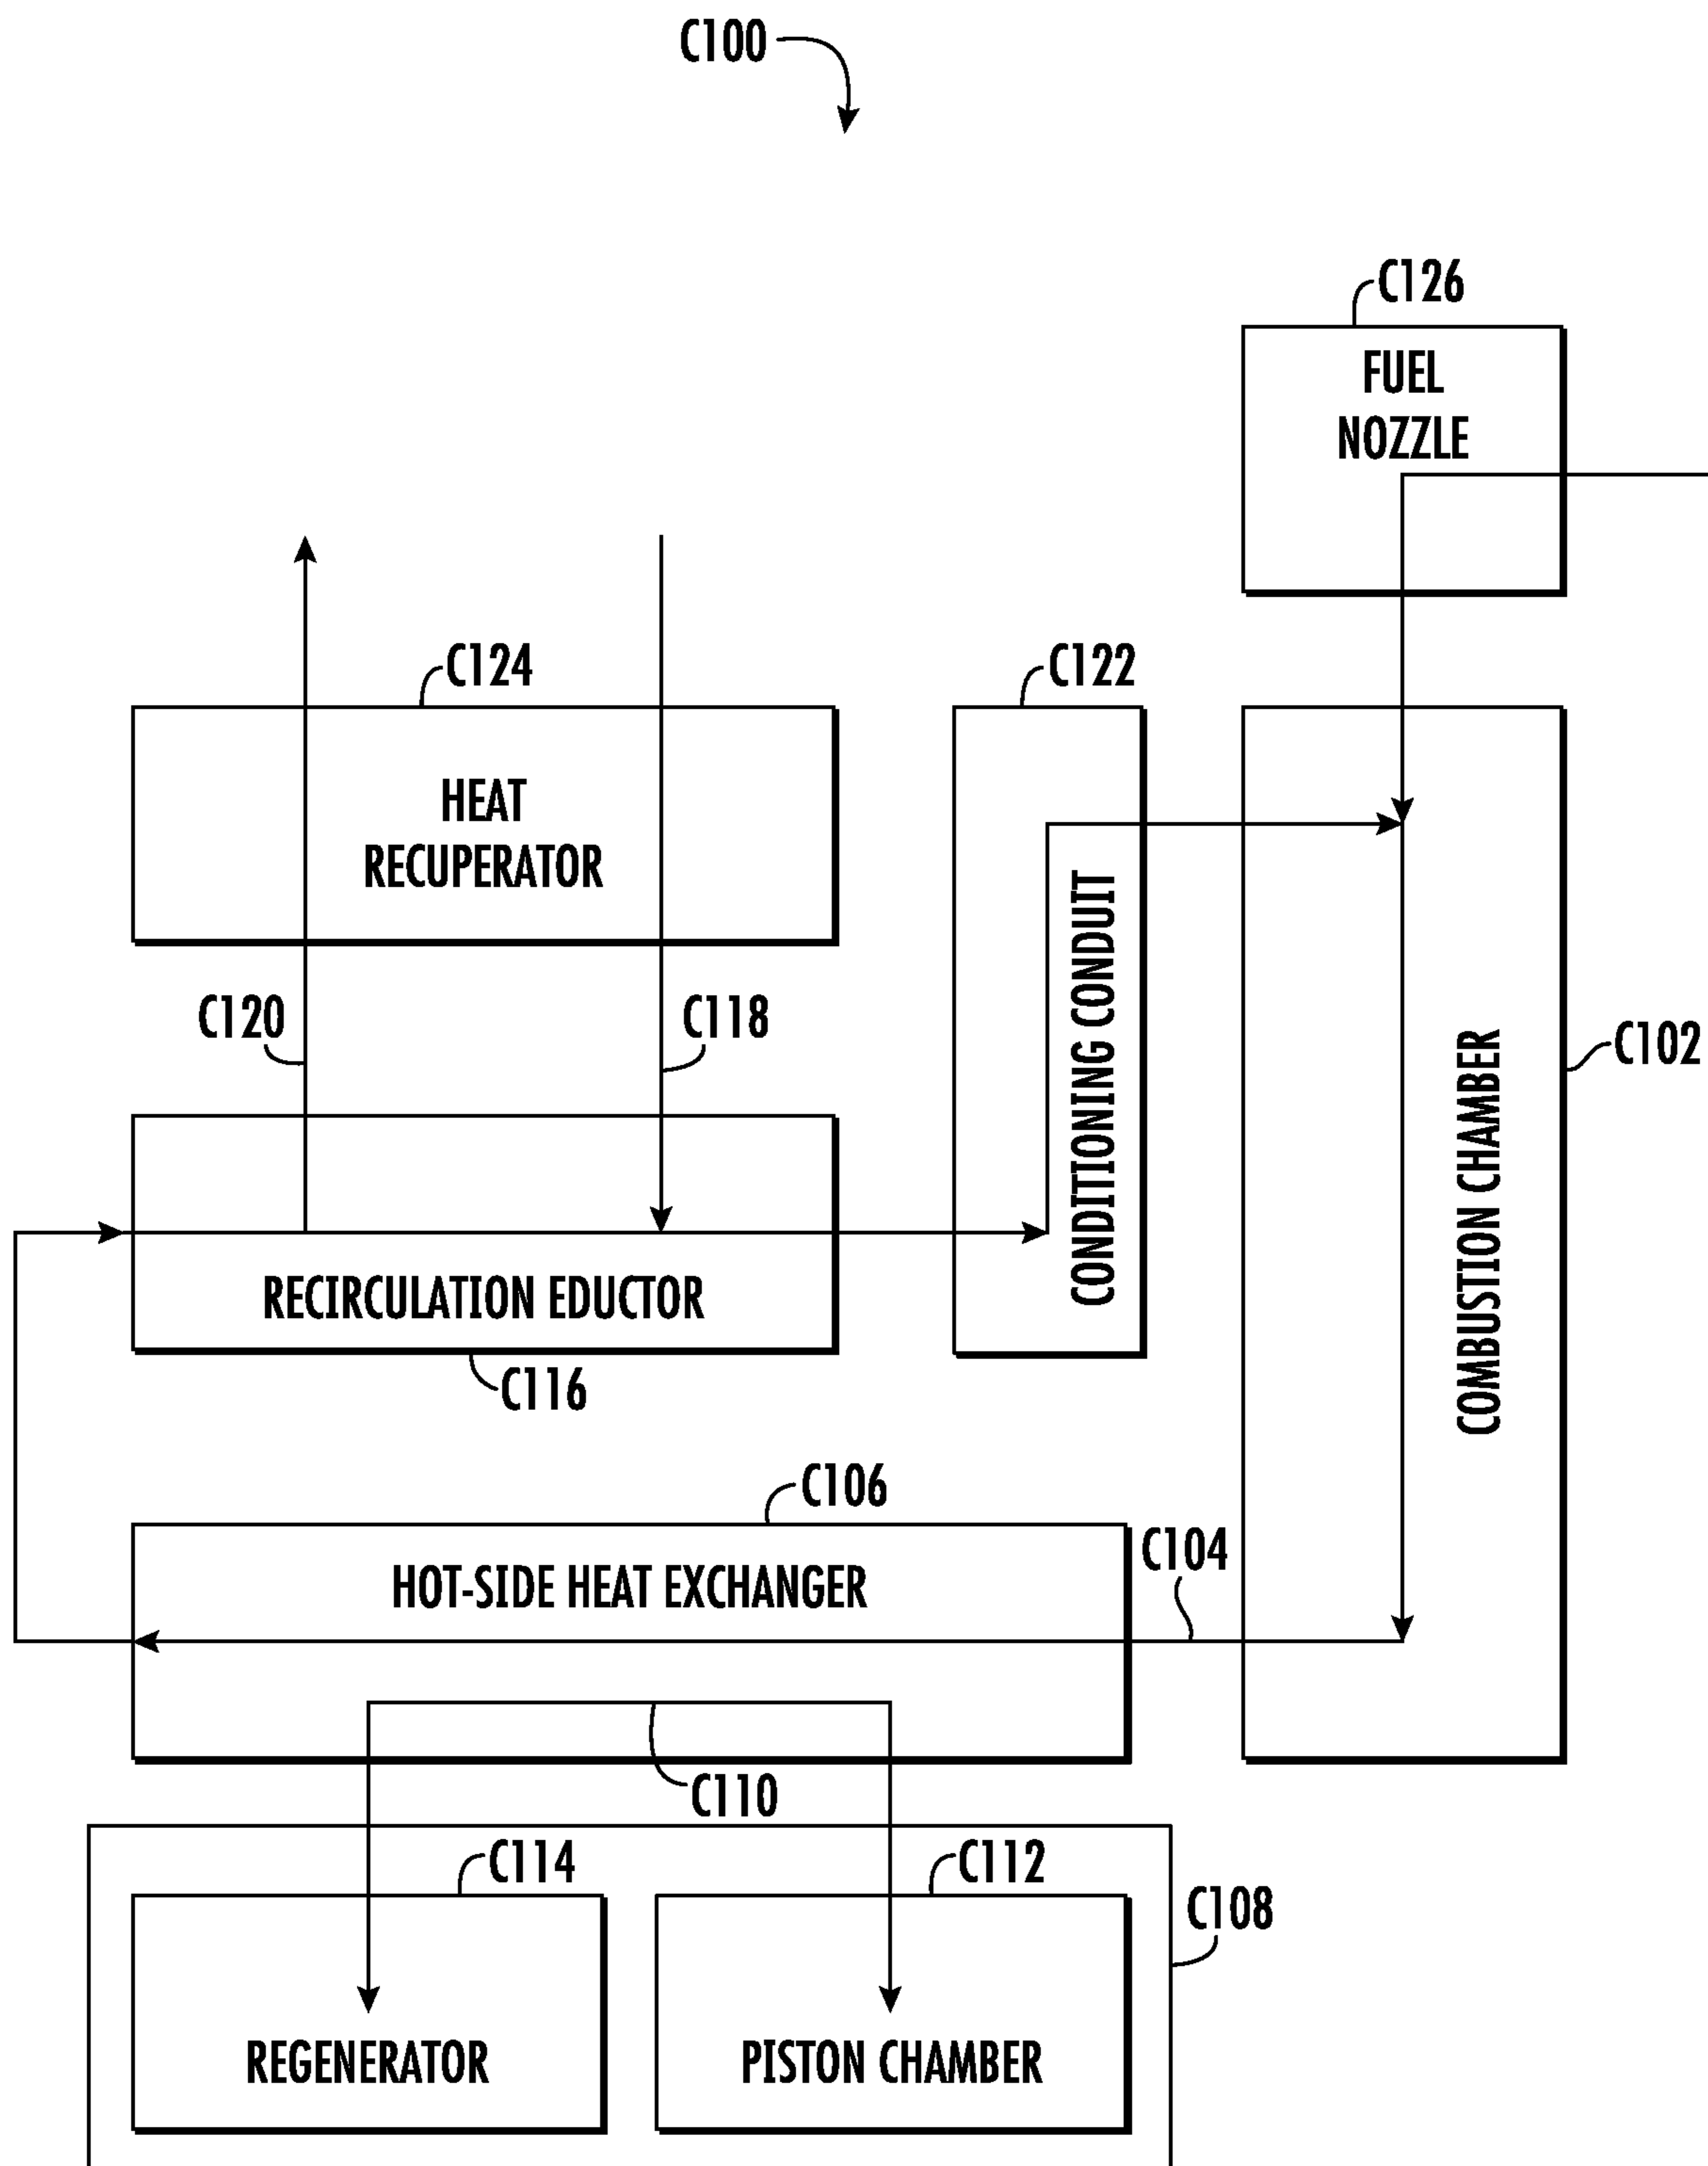 C100
C126
FUEL
NOZZLE
C124
C122
HEAT
RECUPERATOR
CONDITIONING CONDUIT
C120
C118
C102
COMBUSTION CHAMBER
RECIRCULATION EDUCTOR
C116
C106
C104
HOT-SIDE HEAT EXCHANGER
C110
C114
C112
C108
REGENERATOR
PISTON CHAMBER